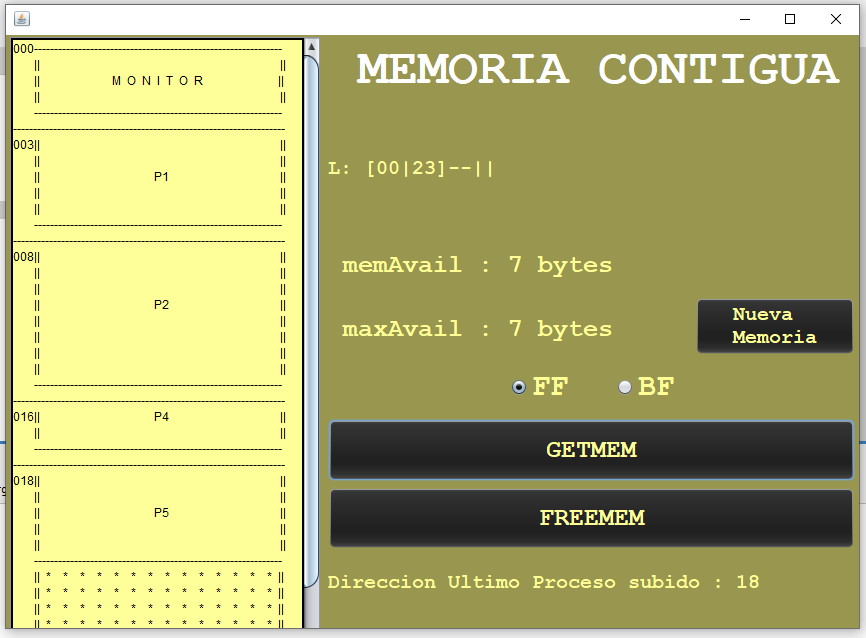 000
MONITOR
003
P1
008
P2
016 P4
018
P5
* * * * * * * * * * * * * *
* * * * * * * * * * * * * *
* * * * * * * * * * * * * *
* * * * * * * * * * * * * *
MEMORIA CONTIGUA
L: [00|23]--||
memAvail : 7 bytes
maxAvail : 7 bytes
Nueva
Memoria
FF BF
GETMEM
FREEMEM
Direccion Ultimo Proceso subido : 18